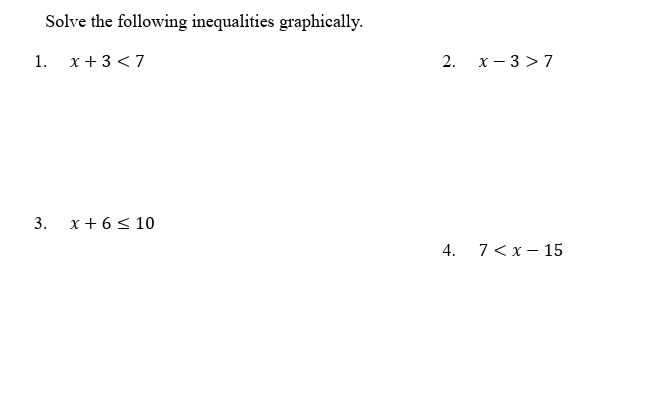 Solve the following inequalities graphically.
1. x + 3 < 7
2. x − 3 > 7
3. x + 6 ≤ 10
4. 7 < x − 15